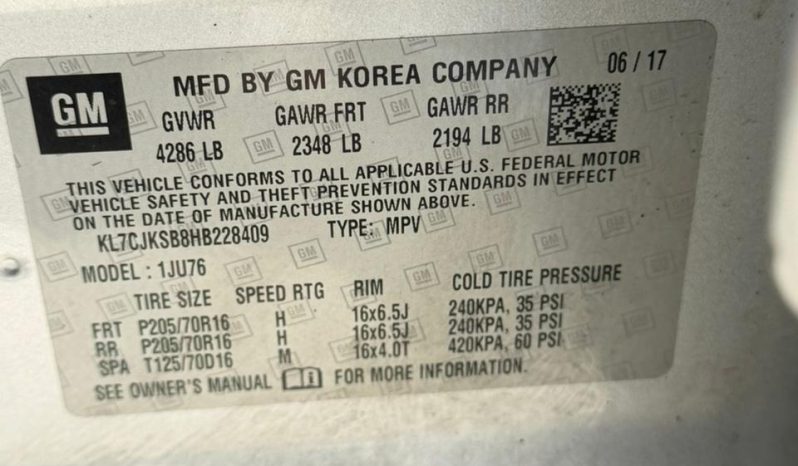 GM
MFD BY GM KOREA COMPANY 06 / 17
GVWR GAWR FRT GAWR RR
4286 LB 2348 LB 2194 LB
THIS VEHICLE CONFORMS TO ALL APPLICABLE U.S. FEDERAL MOTOR
VEHICLE SAFETY AND THEFT PREVENTION STANDARDS IN EFFECT
ON THE DATE OF MANUFACTURE SHOWN ABOVE.
KL7CJKSB8HB228409 TYPE: MPV
MODEL : 1JU76
TIRE SIZE SPEED RTG RIM COLD TIRE PRESSURE
FRT P205/70R16 H 16x6.5J 240KPA, 35 PSI
RR P205/70R16 H 16x6.5J 240KPA, 35 PSI
SPA T125/70D16 M 16x4.0T 420KPA, 60 PSI
SEE OWNER'S MANUAL FOR MORE INFORMATION.